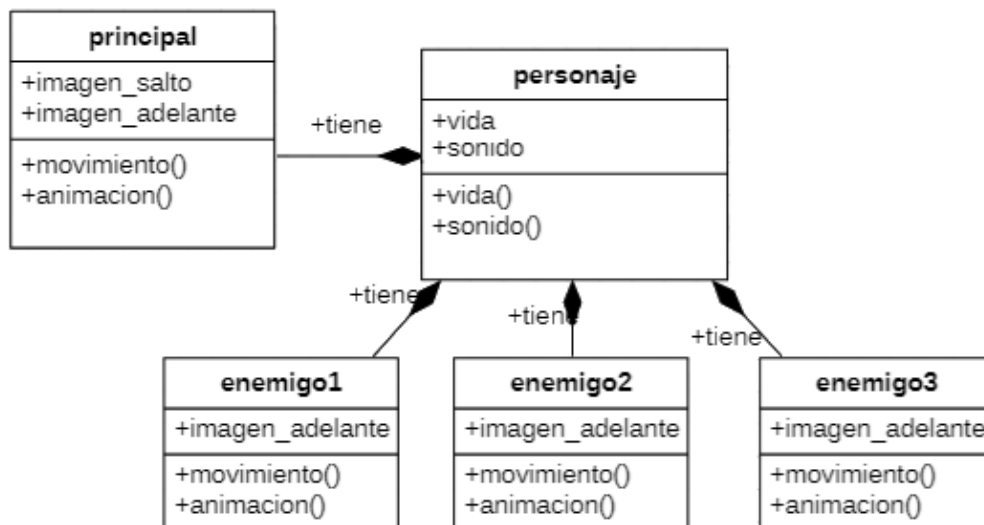 principal
+imagen_salto
+imagen_adelante
+movimiento()
+animacion()
+tiene
personaje
+vida
+sonido
+vida()
+sonido()
+tiene
+tiene
+tiene
enemigo1
+imagen_adelante
+movimiento()
+animacion()
enemigo2
+imagen_adelante
+movimiento()
+animacion()
enemigo3
+imagen_adelante
+movimiento()
+animacion()